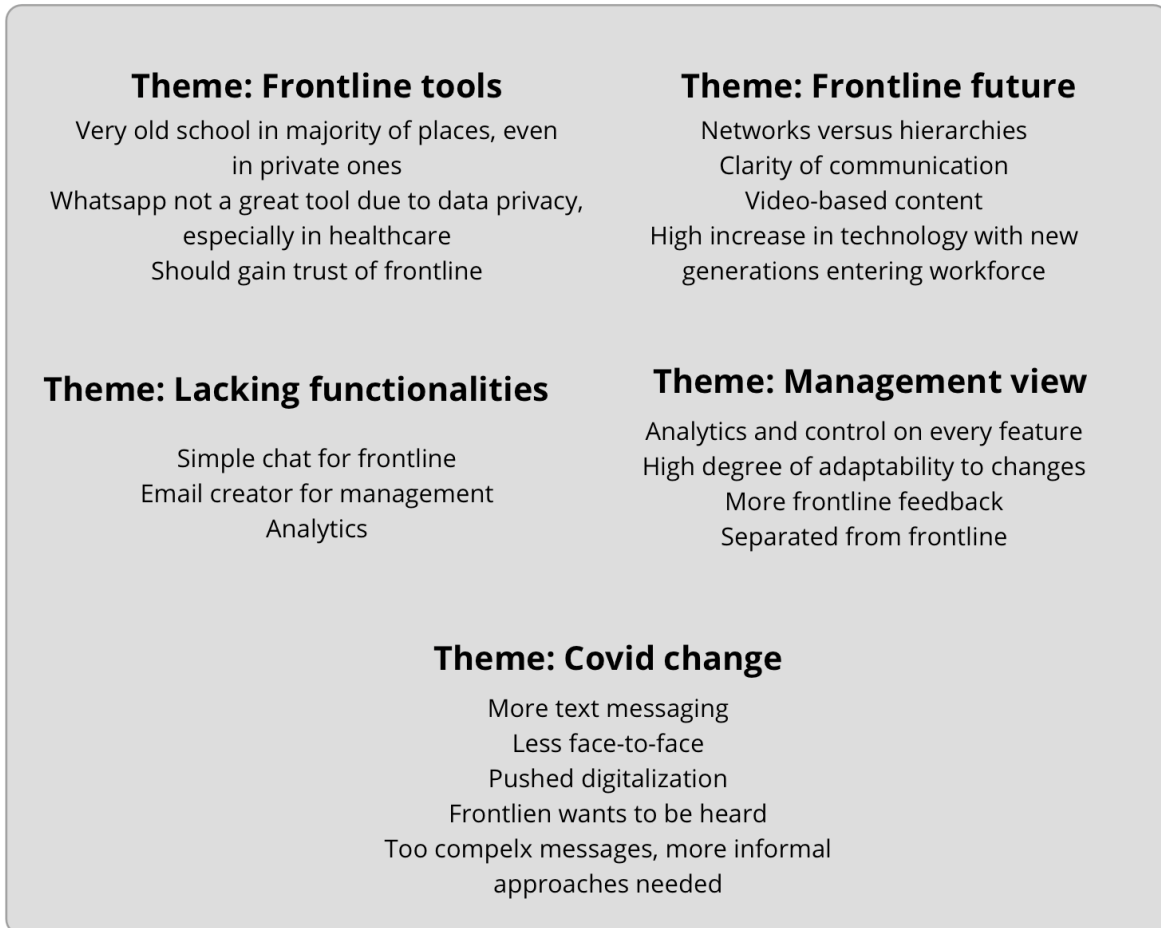 Theme: Frontline tools
Very old school in majority of places, even
in private ones
Whatsapp not a great tool due to data privacy,
especially in healthcare
Should gain trust of frontline
Theme: Frontline future
Networks versus hierarchies
Clarity of communication
Video-based content
High increase in technology with new
generations entering workforce
Theme: Lacking functionalities
Simple chat for frontline
Email creator for management
Analytics
Theme: Management view
Analytics and control on every feature
High degree of adaptability to changes
More frontline feedback
Separated from frontline
Theme: Covid change
More text messaging
Less face-to-face
Pushed digitalization
Frontlien wants to be heard
Too compelx messages, more informal
approaches needed